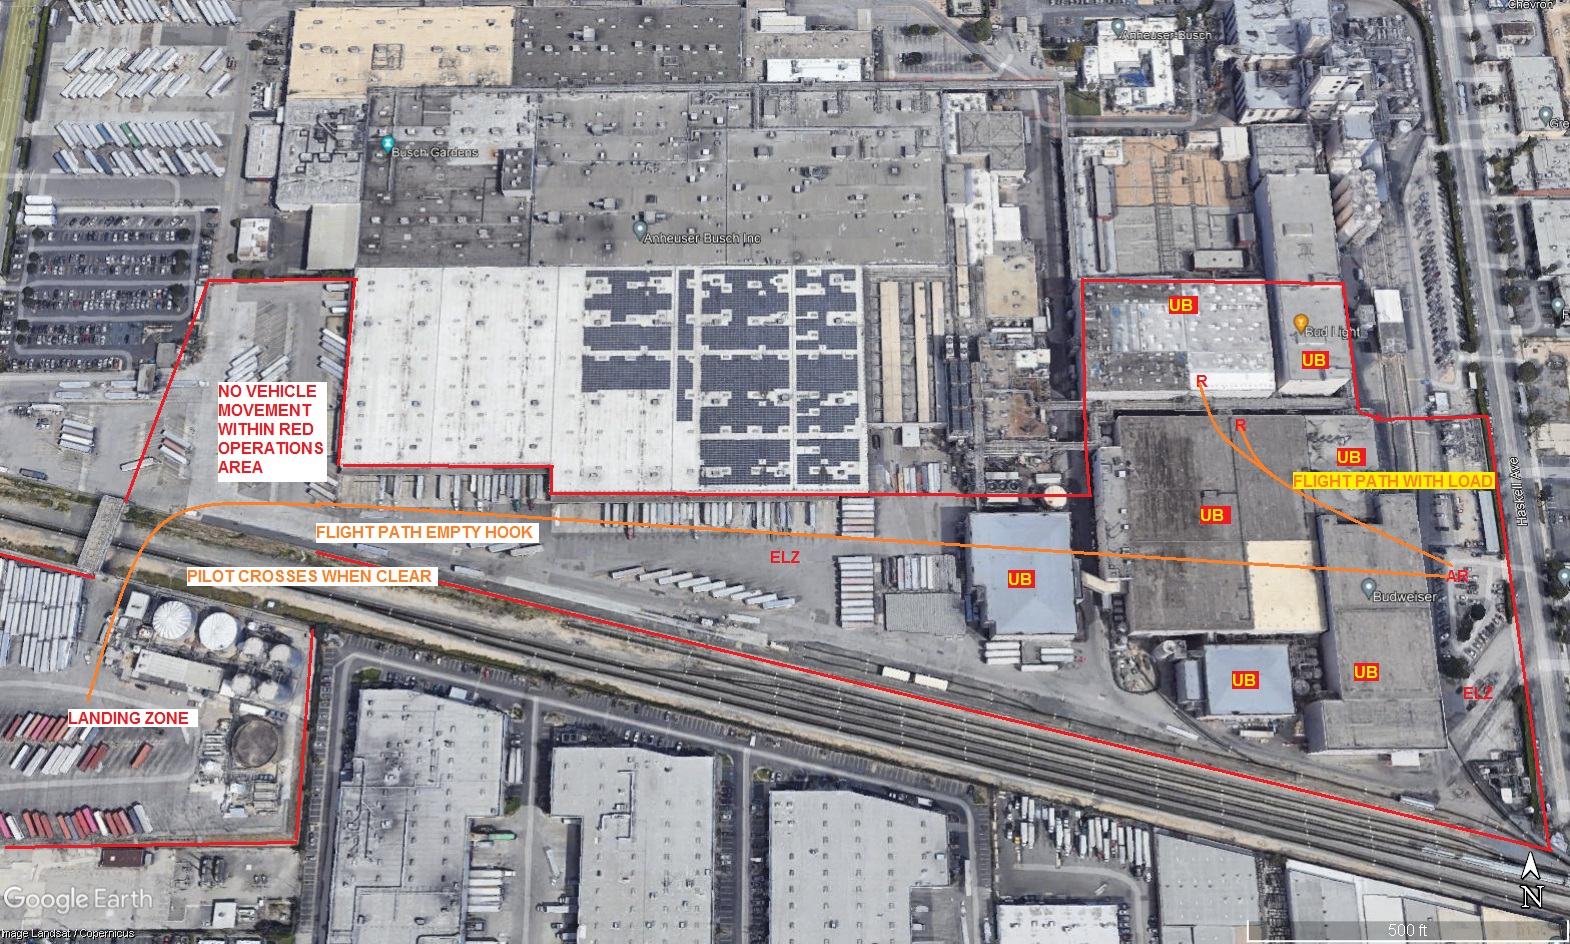 Chevron
Anheuser-Busch
Busch Gardens
Anheuser-Busch Inc
UB
Bud Light
UB
R
NO VEHICLE
MOVEMENT
WITHIN RED
OPERATIONS
AREA
R
UB
FLIGHT PATH WITH LOAD
Haskell Ave
UB
FLIGHT PATH EMPTY HOOK
ELZ
PILOT CROSSES WHEN CLEAR
UB
AR
Budweiser
UB
UB
ELZ
LANDING ZONE
N
Google Earth
mage Landsat / Copernicus
500 ft